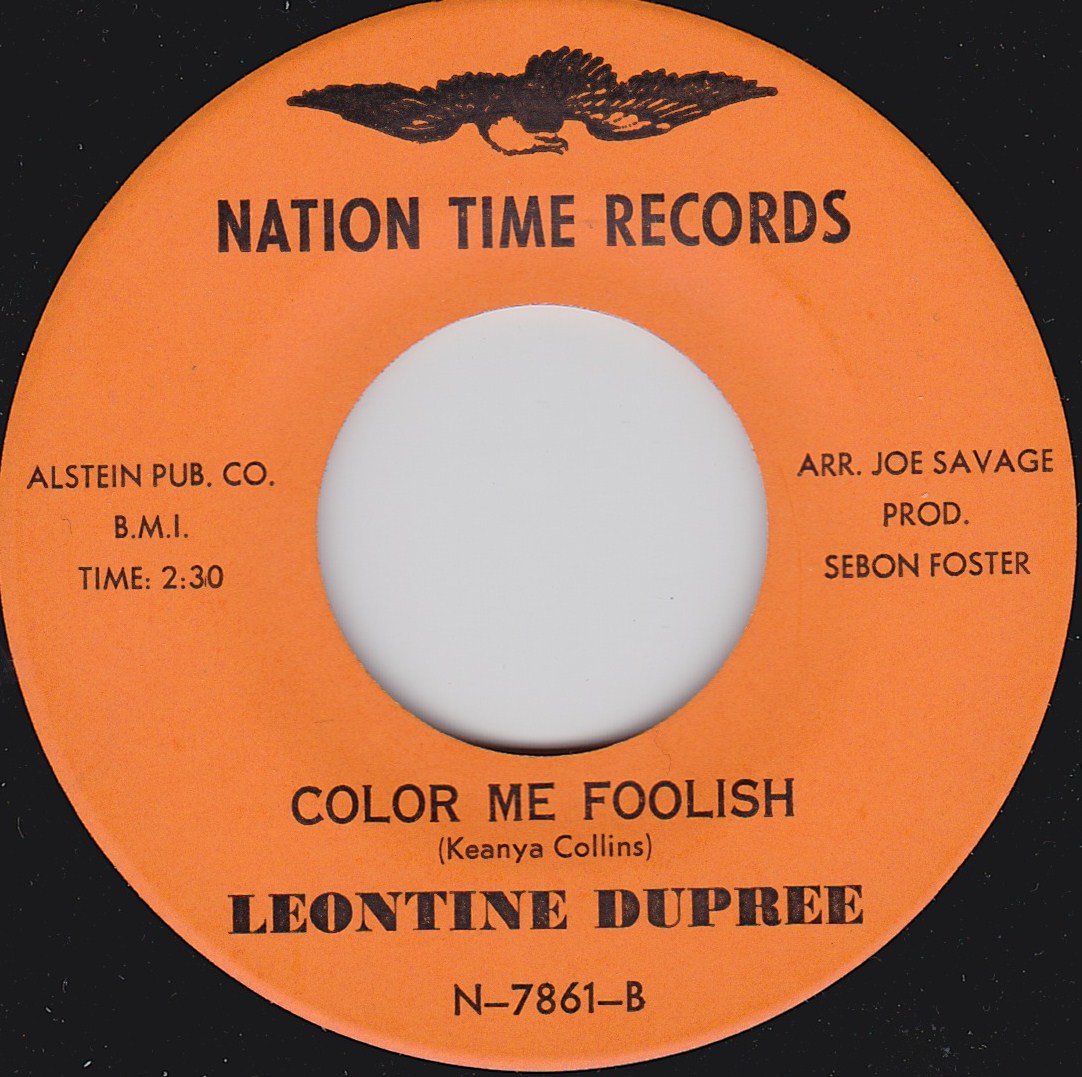 NATION TIME RECORDS
ALSTEIN PUB. CO.
B.M.I.
TIME: 2:30
ARR. JOE SAVAGE
PROD.
SEBON FOSTER
COLOR ME FOOLISH
(Keanya Collins)
LEONTINE DUPREE
N-7861-B